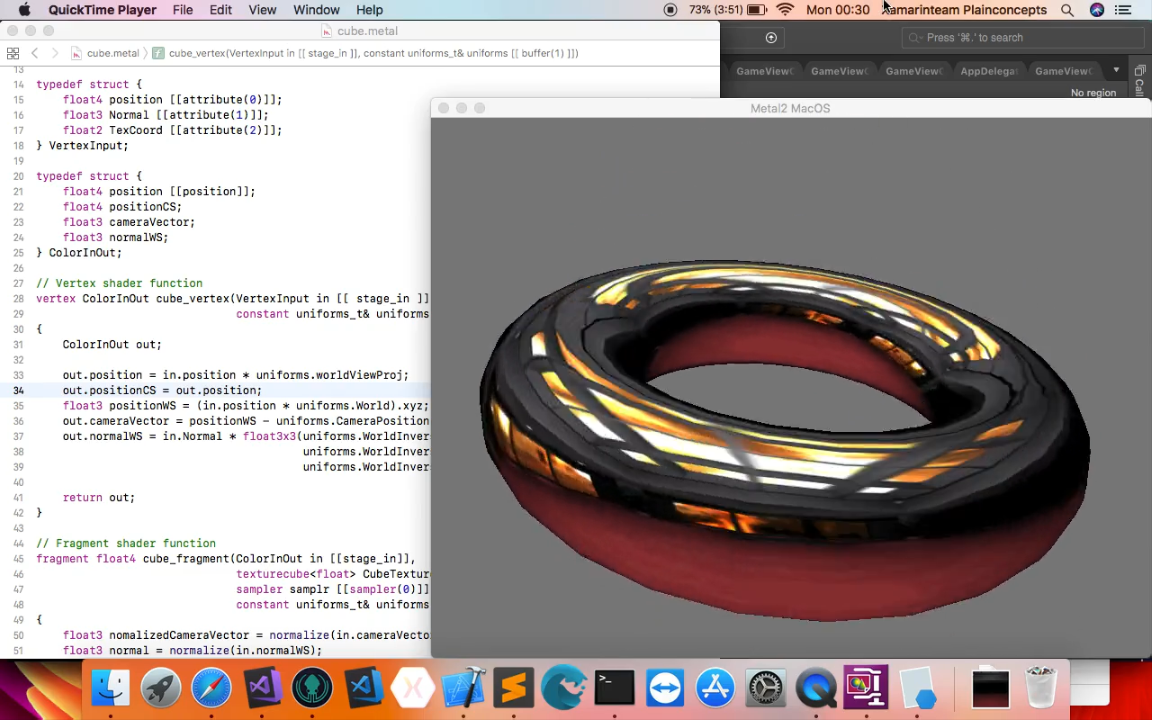 QuickTime Player File Edit View Window Help 73% (3:51) Mon 00:30 Xamarinteam Plainconcepts
cube.metal
cube.metal cube_vertex(VertexInput in [[ stage_in ]], constant uniforms_t& uniforms [[ buffer(1) ]])
Press '⌘.' to search
GameViewC GameViewC GameViewC AppDelega GameViewC
No region
Metal2 MacOS
13
14 typedef struct {
15 float4 position [[attribute(0)]];
16 float3 Normal [[attribute(1)]];
17 float2 TexCoord [[attribute(2)]];
18 } VertexInput;
19
20 typedef struct {
21 float4 position [[position]];
22 float4 positionCS;
23 float3 cameraVector;
24 float3 normalWS;
25 } ColorInOut;
26
27 // Vertex shader function
28 vertex ColorInOut cube_vertex(VertexInput in [[ stage_in ]],
29 constant uniforms_t& uniforms
30 {
31 ColorInOut out;
32
33 out.position = in.position * uniforms.worldViewProj;
34 out.positionCS = out.position;
35 float3 positionWS = (in.position * uniforms.World).xyz;
36 out.cameraVector = positionWS - uniforms.CameraPosition
37 out.normalWS = in.Normal * float3x3(uniforms.WorldInver
38 uniforms.WorldInver
39 uniforms.WorldInver
40
41 return out;
42 }
43
44 // Fragment shader function
45 fragment float4 cube_fragment(ColorInOut in [[stage_in]],
46 texturecube<float> CubeTextur
47 sampler samplr [[sampler(0)]]
48 constant uniforms_t& uniforms
49 {
50 float3 nomalizedCameraVector = normalize(in.cameraVecto
51 float3 normal = normalize(in.normalWS);